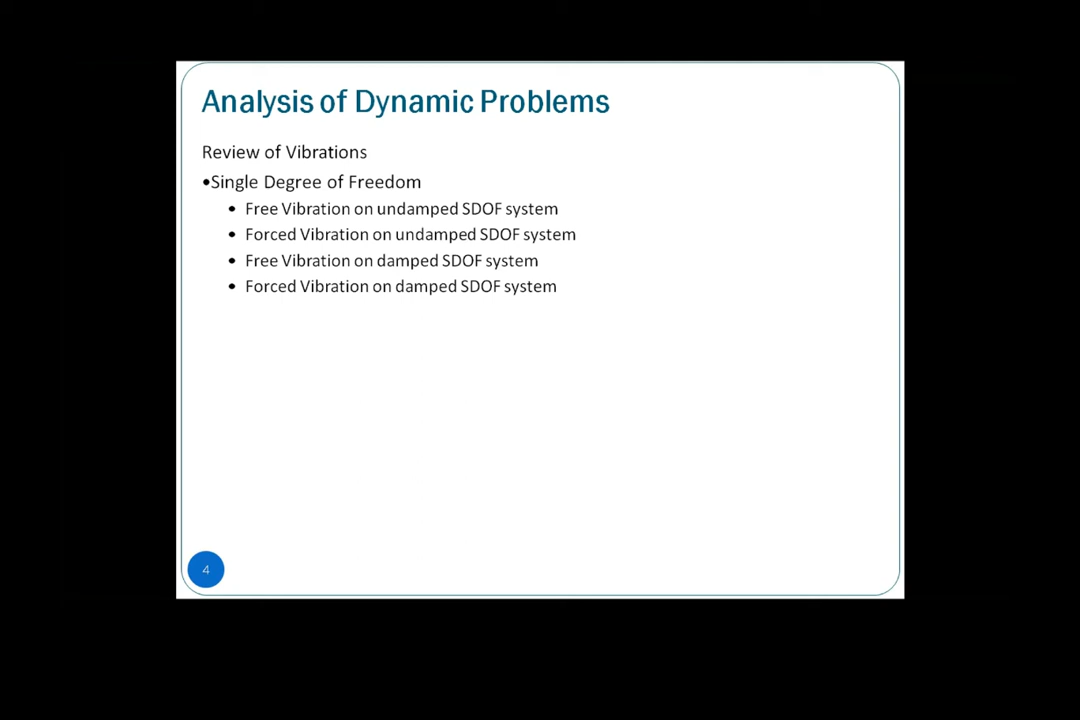 Analysis of Dynamic Problems
Review of Vibrations
•Single Degree of Freedom
• Free Vibration on undamped SDOF system
• Forced Vibration on undamped SDOF system
• Free Vibration on damped SDOF system
• Forced Vibration on damped SDOF system
4